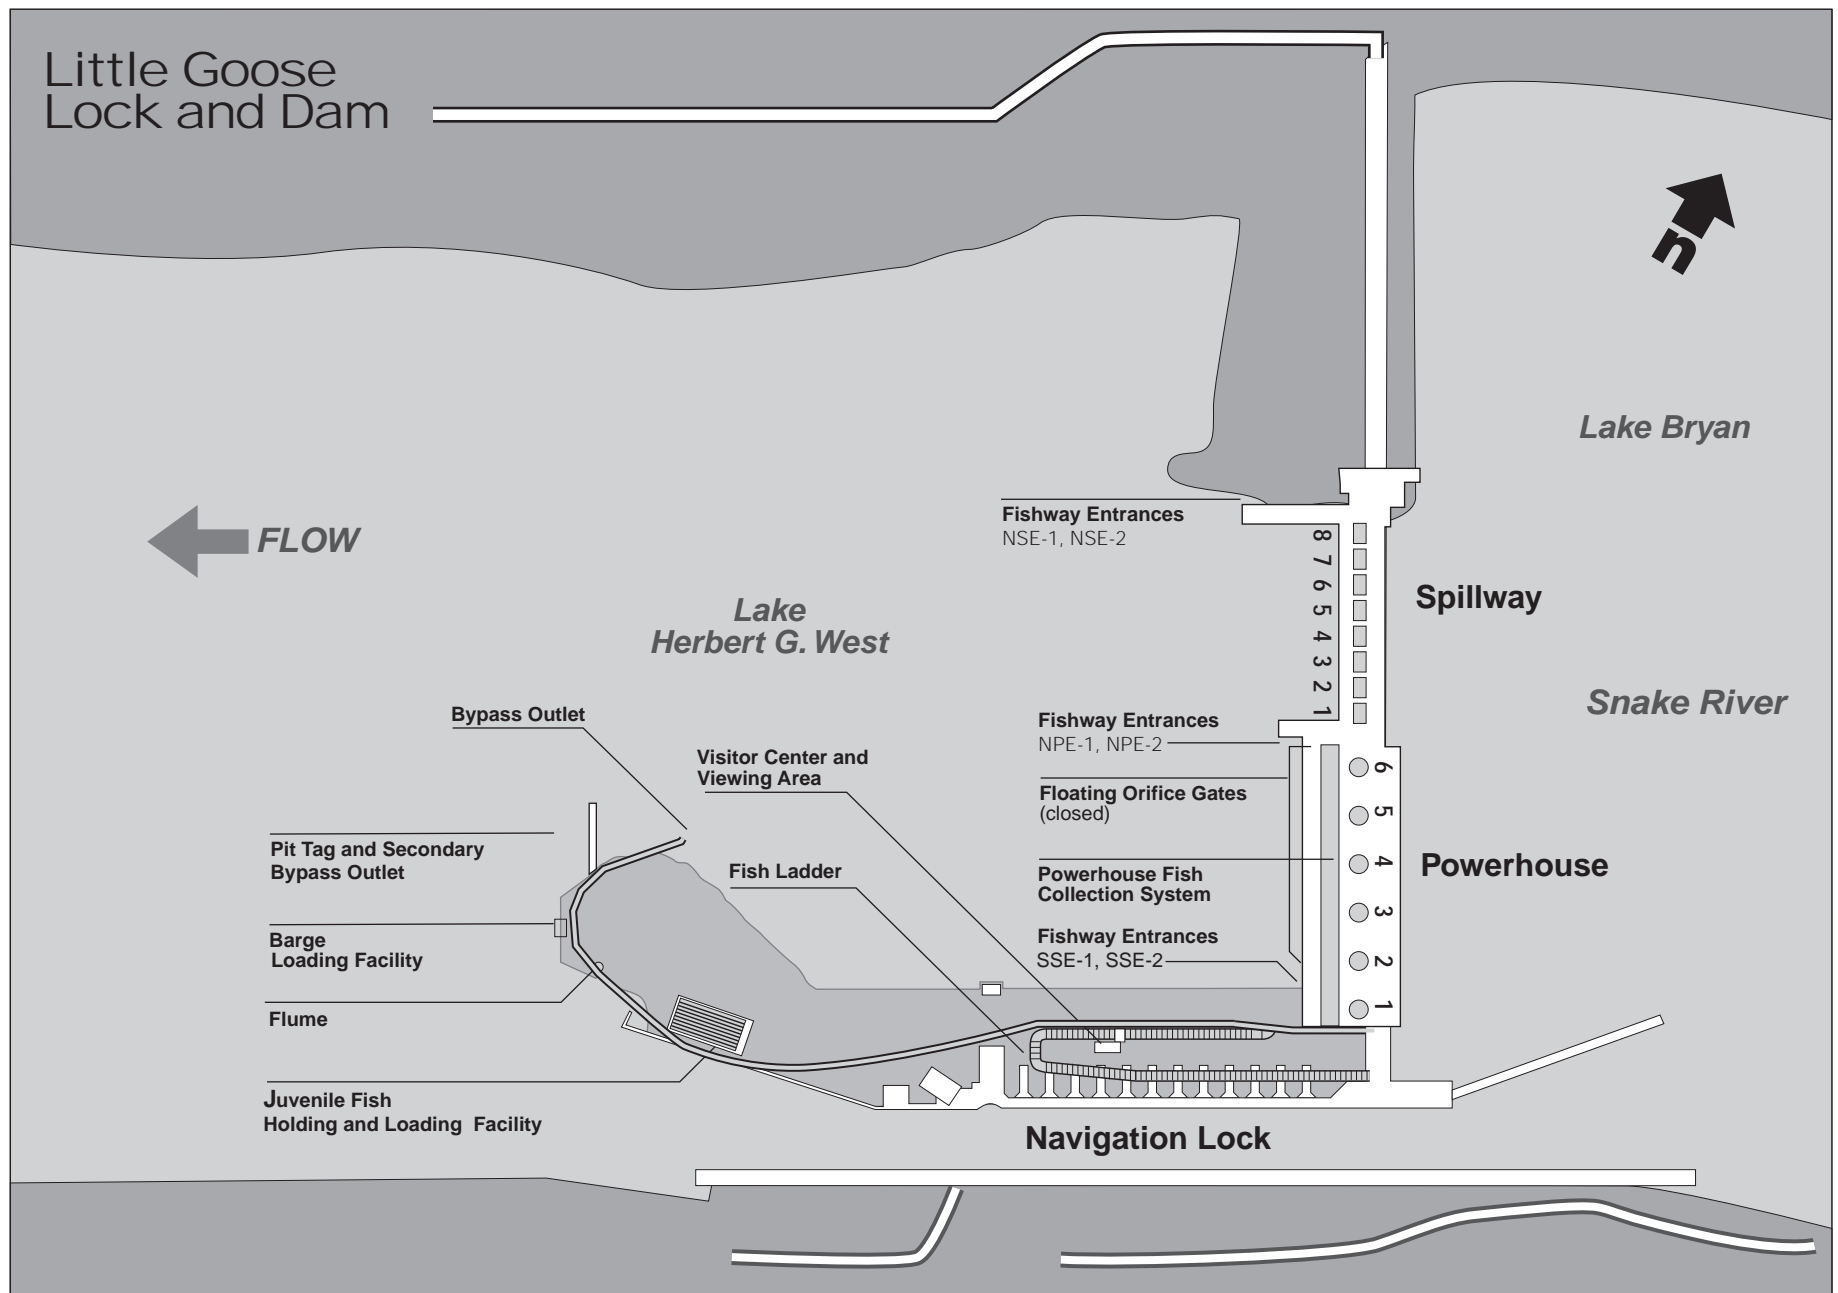 Little Goose
Lock and Dam
n
Lake Bryan
Fishway Entrances
NSE-1, NSE-2
FLOW
8
7
6
5
4
3
2
1
Spillway
Lake
Herbert G. West
Snake River
Bypass Outlet
Fishway Entrances
NPE-1, NPE-2
Visitor Center and
Viewing Area
Floating Orifice Gates
(closed)
6
5
4
3
2
1
Powerhouse
Pit Tag and Secondary
Bypass Outlet
Fish Ladder
Powerhouse Fish
Collection System
Barge
Loading Facility
Fishway Entrances
SSE-1, SSE-2
Flume
Juvenile Fish
Holding and Loading Facility
Navigation Lock